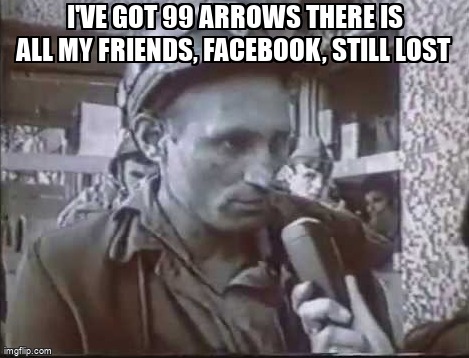 I'VE GOT 99 ARROWS THERE IS
ALL MY FRIENDS, FACEBOOK, STILL LOST
imgflip.com